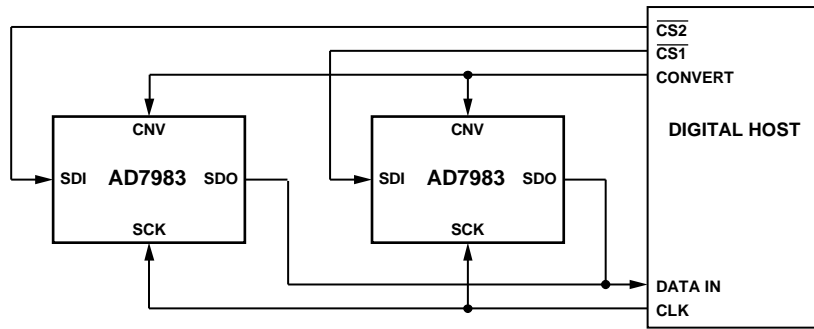 CS2
CS1
CONVERT
CNV
CNV
DIGITAL HOST
SDI AD7983 SDO
SDI AD7983 SDO
SCK
SCK
DATA IN
CLK